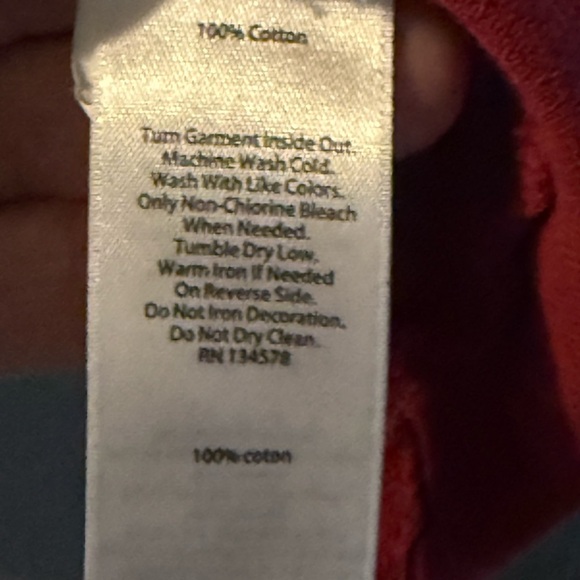 100% Cotton
Turn Garment Inside Out.
Machine Wash Cold.
Wash With Like Colors.
Only Non-Chlorine Bleach
When Needed.
Tumble Dry Low.
Warm Iron If Needed
On Reverse Side.
Do Not Iron Decoration.
Do Not Dry Clean.
RN 134578
100% coton